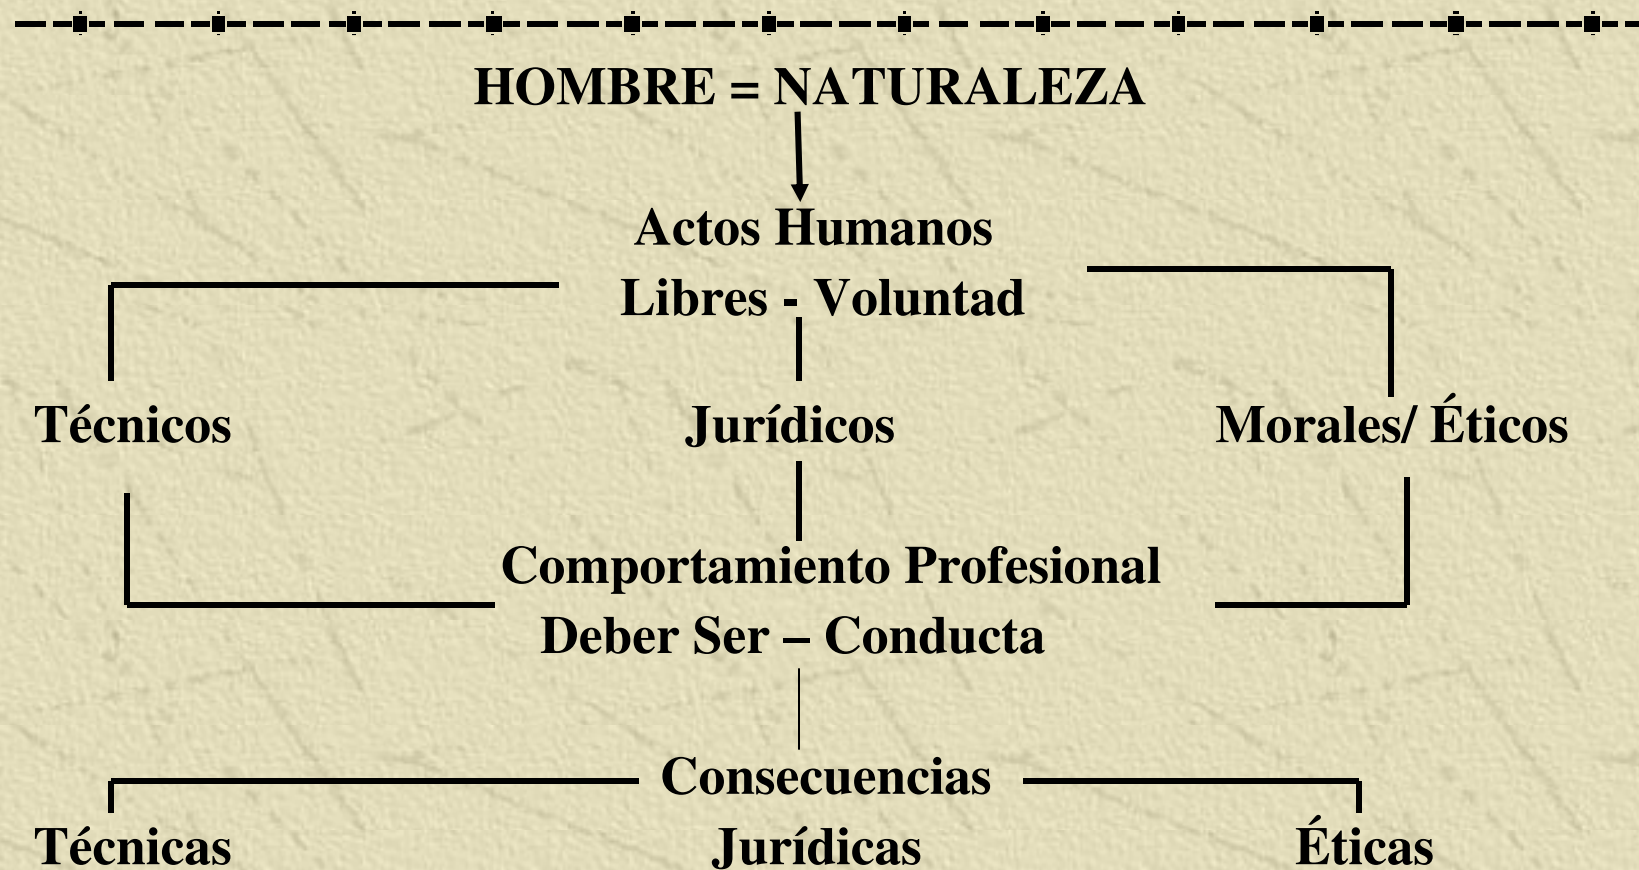 HOMBRE = NATURALEZA
Actos Humanos
Libres - Voluntad
Técnicos Jurídicos Morales/ Éticos
Comportamiento Profesional
Deber Ser – Conducta
Consecuencias
Técnicas Jurídicas Éticas